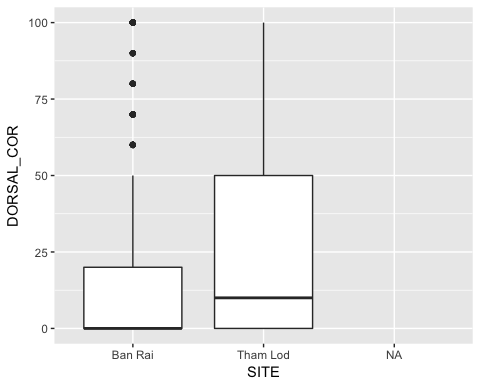 DORSAL_COR
100
75
50
25
0
Ban Rai Tham Lod NA
SITE